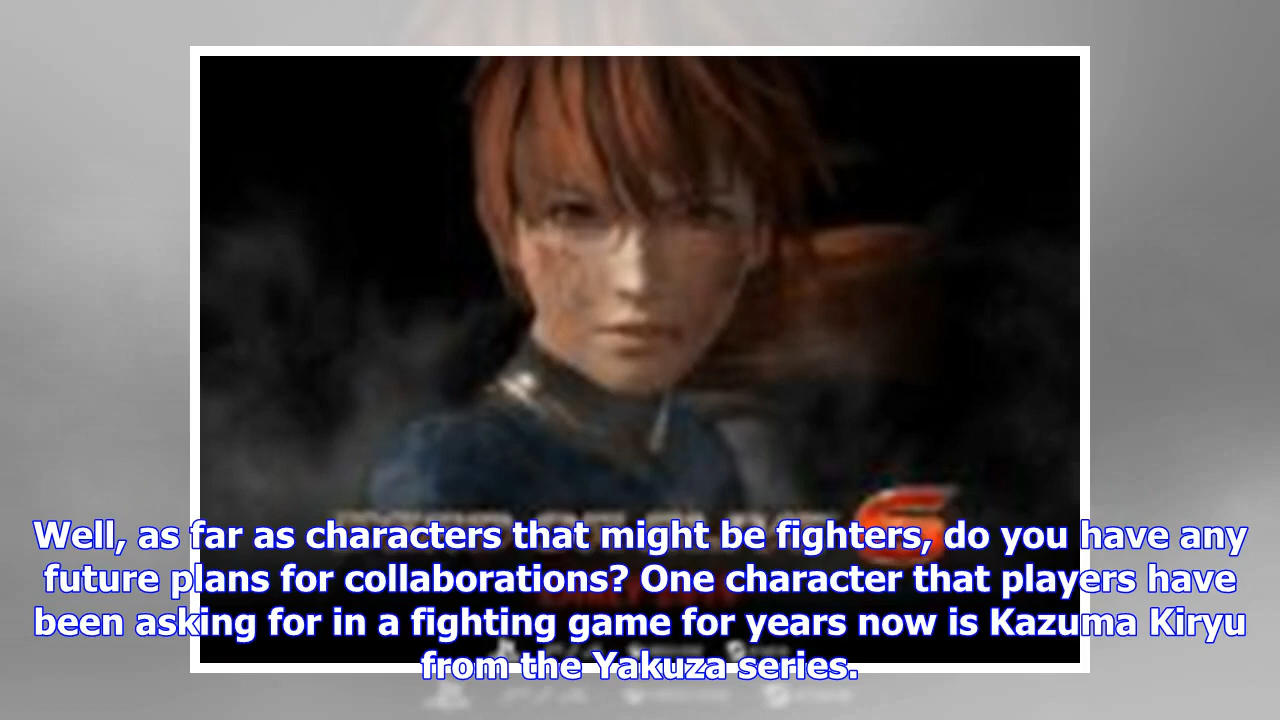 6
Well, as far as characters that might be fighters, do you have any
future plans for collaborations? One character that players have
been asking for in a fighting game for years now is Kazuma Kiryu
from the Yakuza series.